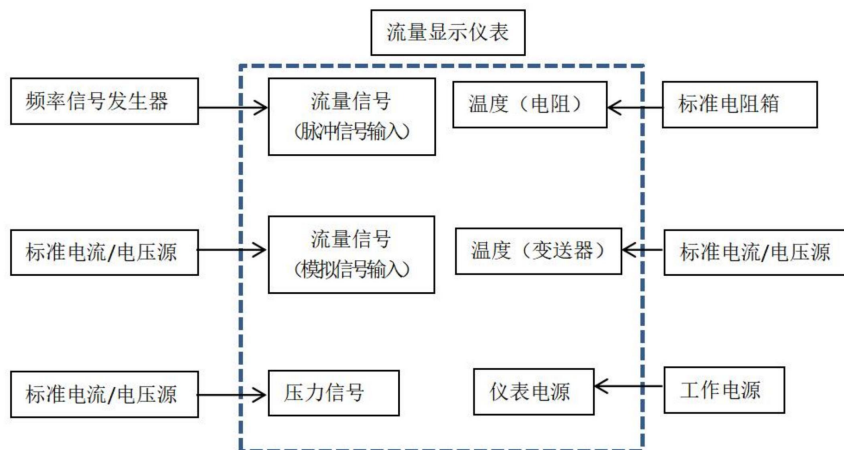 流量显示仪表
频率信号发生器
流量信号
（脉冲信号输入）
温度（电阻）
标准电阻箱
标准电流/电压源
流量信号
（模拟信号输入）
温度（变送器）
标准电流/电压源
标准电流/电压源
压力信号
仪表电源
工作电源